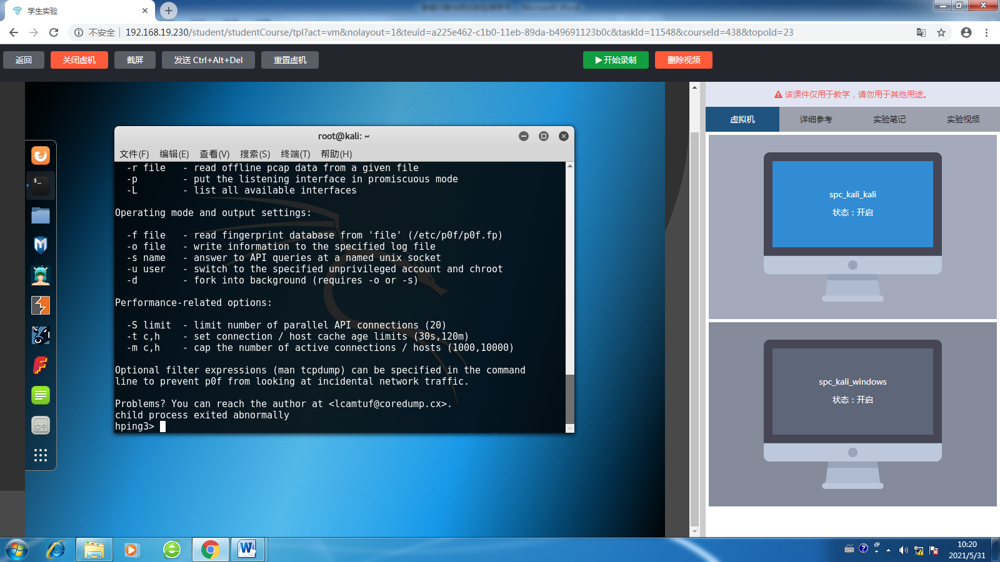 学生实验
不安全 192.168.19.230/student/studentCourse/tpl?act=vm&nolayout=1&teuid=a225e462-c1b0-11eb-89da-b49691123b0c&taskId=11548&courseId=438&topoId=23
返回 关闭虚机 截屏 发送 Ctrl+Alt+Del 重置虚机 开始录制 删除视频
该课件仅用于教学，请勿用于其他用途。
虚拟机 详细参考 实验笔记 实验视频
root@kali: ~
文件(F) 编辑(E) 查看(V) 搜索(S) 终端(T) 帮助(H)
-r file - read offline pcap data from a given file
-p - put the listening interface in promiscuous mode
-L - list all available interfaces
Operating mode and output settings:
-f file - read fingerprint database from 'file' (/etc/p0f/p0f.fp)
-o file - write information to the specified log file
-s name - answer to API queries at a named unix socket
-u user - switch to the specified unprivileged account and chroot
-d - fork into background (requires -o or -s)
Performance-related options:
-S limit - limit number of parallel API connections (20)
-t c,h - set connection / host cache age limits (30s,120m)
-m c,h - cap the number of active connections / hosts (1000,10000)
Optional filter expressions (man tcpdump) can be specified in the command
line to prevent p0f from looking at incidental network traffic.
Problems? You can reach the author at <lcamtuf@coredump.cx>.
child process exited abnormally
hping3>
spc_kali_kali
状态：开启
spc_kali_windows
状态：开启
10:20
2021/5/31